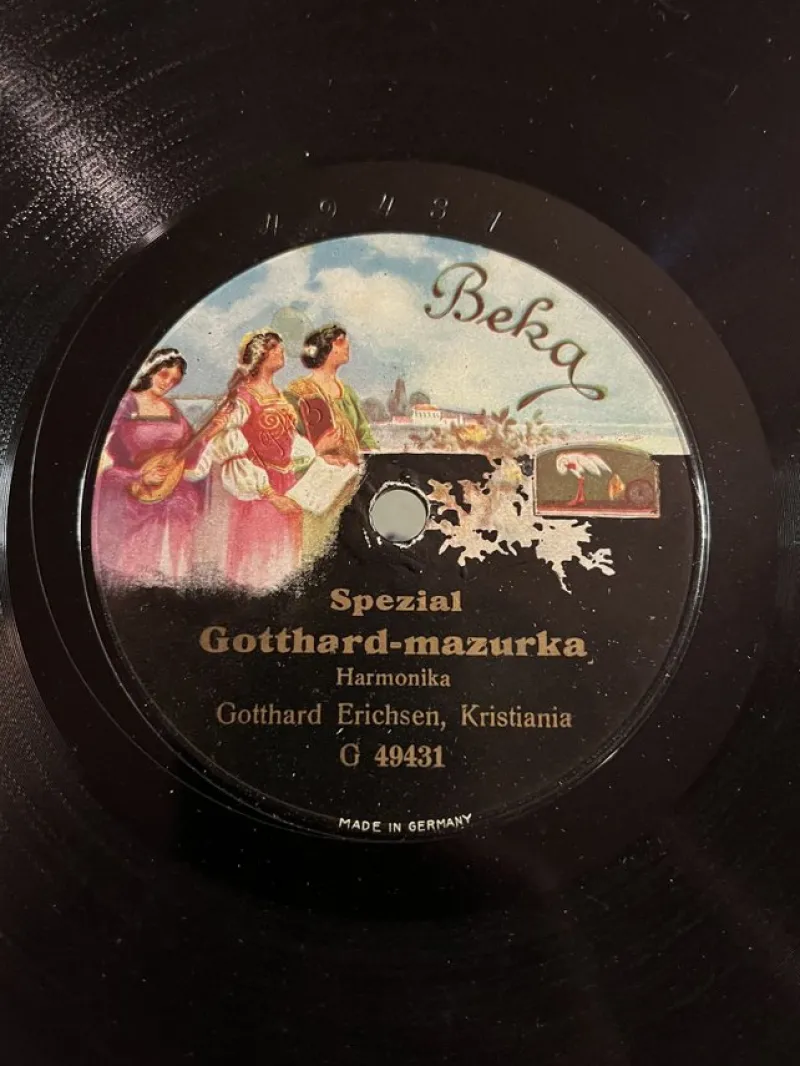 49431
Beka
Spezial
Gotthard-mazurka
Harmonika
Gotthard Erichsen, Kristiania
G 49431
MADE IN GERMANY